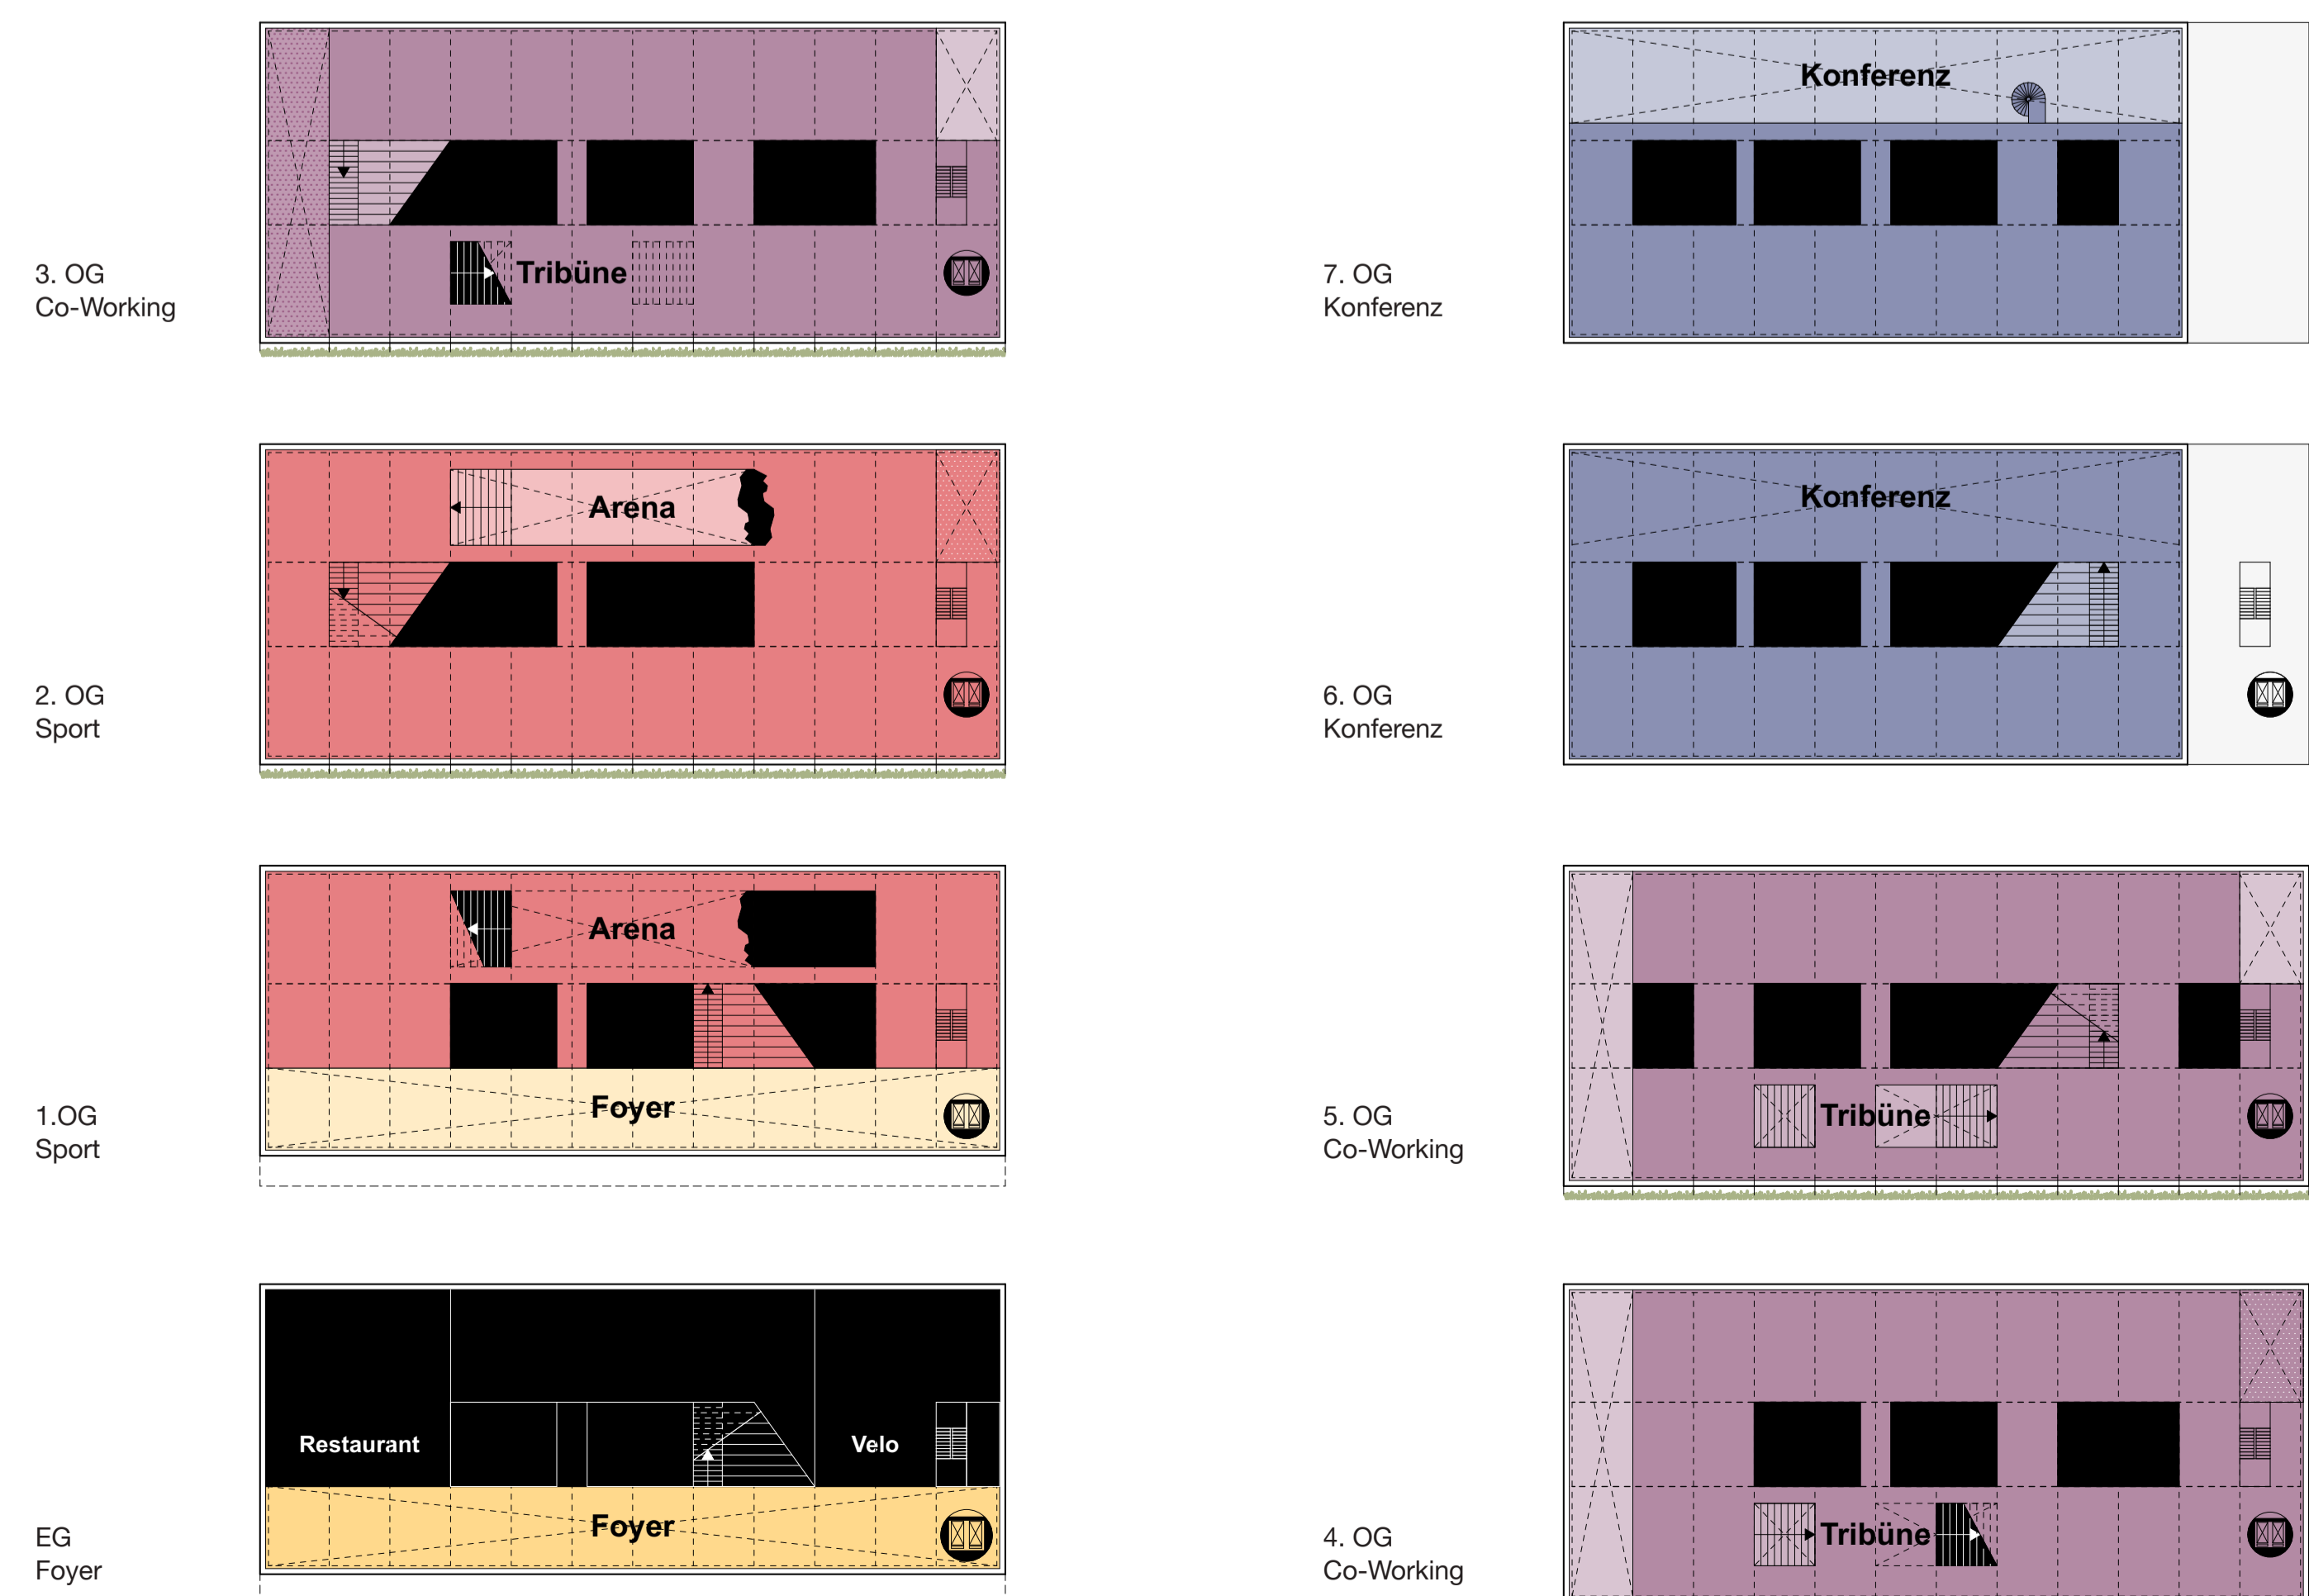 3. OG
Co-Working
Tribüne
2. OG
Sport
Arena
1.OG
Sport
Arena
Foyer
EG
Foyer
Restaurant
Velo
Foyer
7. OG
Konferenz
Konferenz
6. OG
Konferenz
Konferenz
5. OG
Co-Working
Tribüne
4. OG
Co-Working
Tribüne